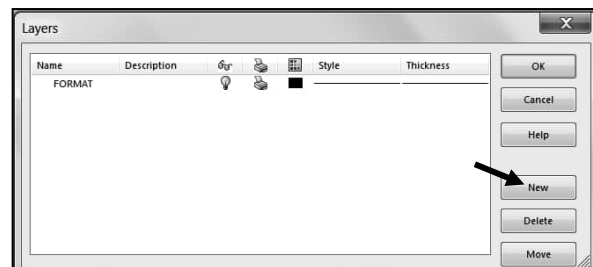 Layers
X
Name Description Style Thickness
FORMAT
OK
Cancel
Help
New
Delete
Move